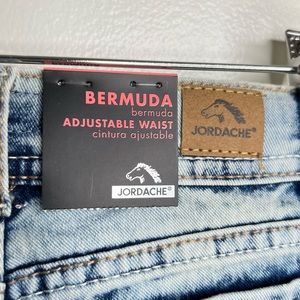 BERMUDA
bermuda
ADJUSTABLE WAIST
cintura ajustable
JORDACHE®
JORDACHE®